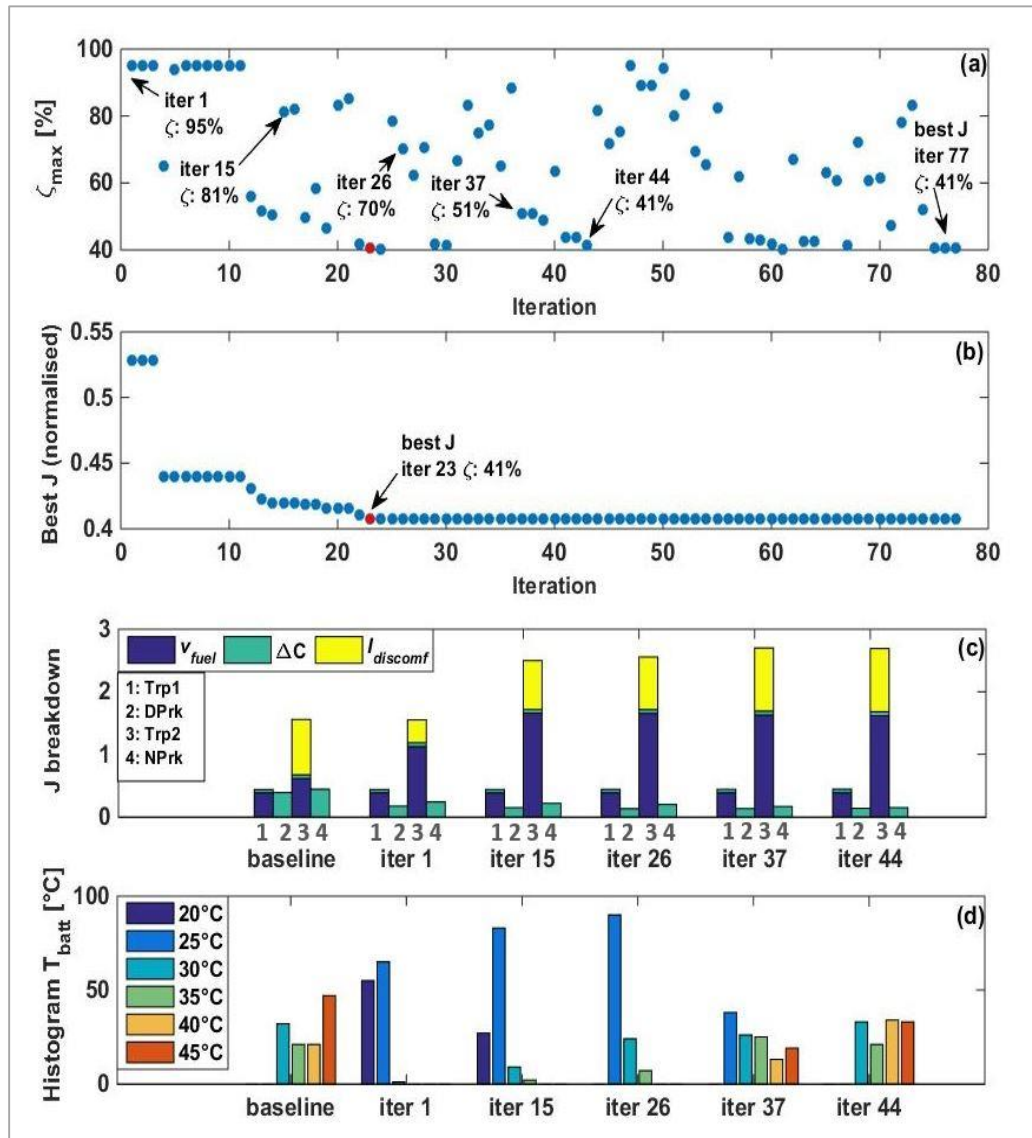 100
80
60
40
ζmax [%]
(a)
iter 1
ζ: 95%
iter 15
ζ: 81%
iter 26
ζ: 70%
iter 37
ζ: 51%
iter 44
ζ: 41%
best J
iter 77
ζ: 41%
0 10 20 30 40 50 60 70 80
Iteration
0.55
0.5
0.45
0.4
Best J (normalised)
(b)
best J
iter 23 ζ: 41%
0 10 20 30 40 50 60 70 80
Iteration
3
2
1
0
J breakdown
v_fuel ΔC I_discomf
(c)
1: Trp1
2: DPrk
3: Trp2
4: NPrk
1 2 3 4 1 2 3 4 1 2 3 4 1 2 3 4 1 2 3 4 1 2 3 4
baseline iter 1 iter 15 iter 26 iter 37 iter 44
100
50
0
Histogram T_batt [°C]
(d)
20°C
25°C
30°C
35°C
40°C
45°C
baseline iter 1 iter 15 iter 26 iter 37 iter 44